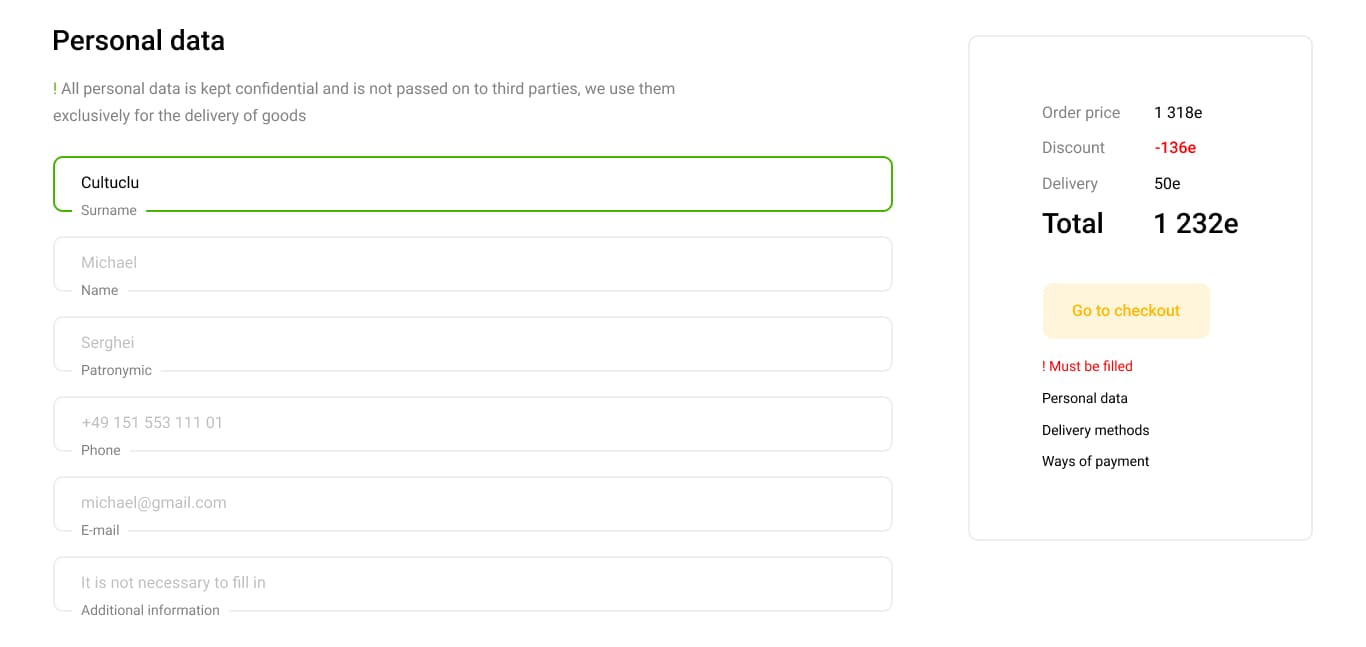 Personal data
! All personal data is kept confidential and is not passed on to third parties, we use them
exclusively for the delivery of goods
Cultuclu
Surname
Michael
Name
Serghei
Patronymic
+49 151 553 111 01
Phone
michael@gmail.com
E-mail
It is not necessary to fill in
Additional information
Order price 1 318e
Discount -136e
Delivery 50e
Total 1 232e
Go to checkout
! Must be filled
Personal data
Delivery methods
Ways of payment